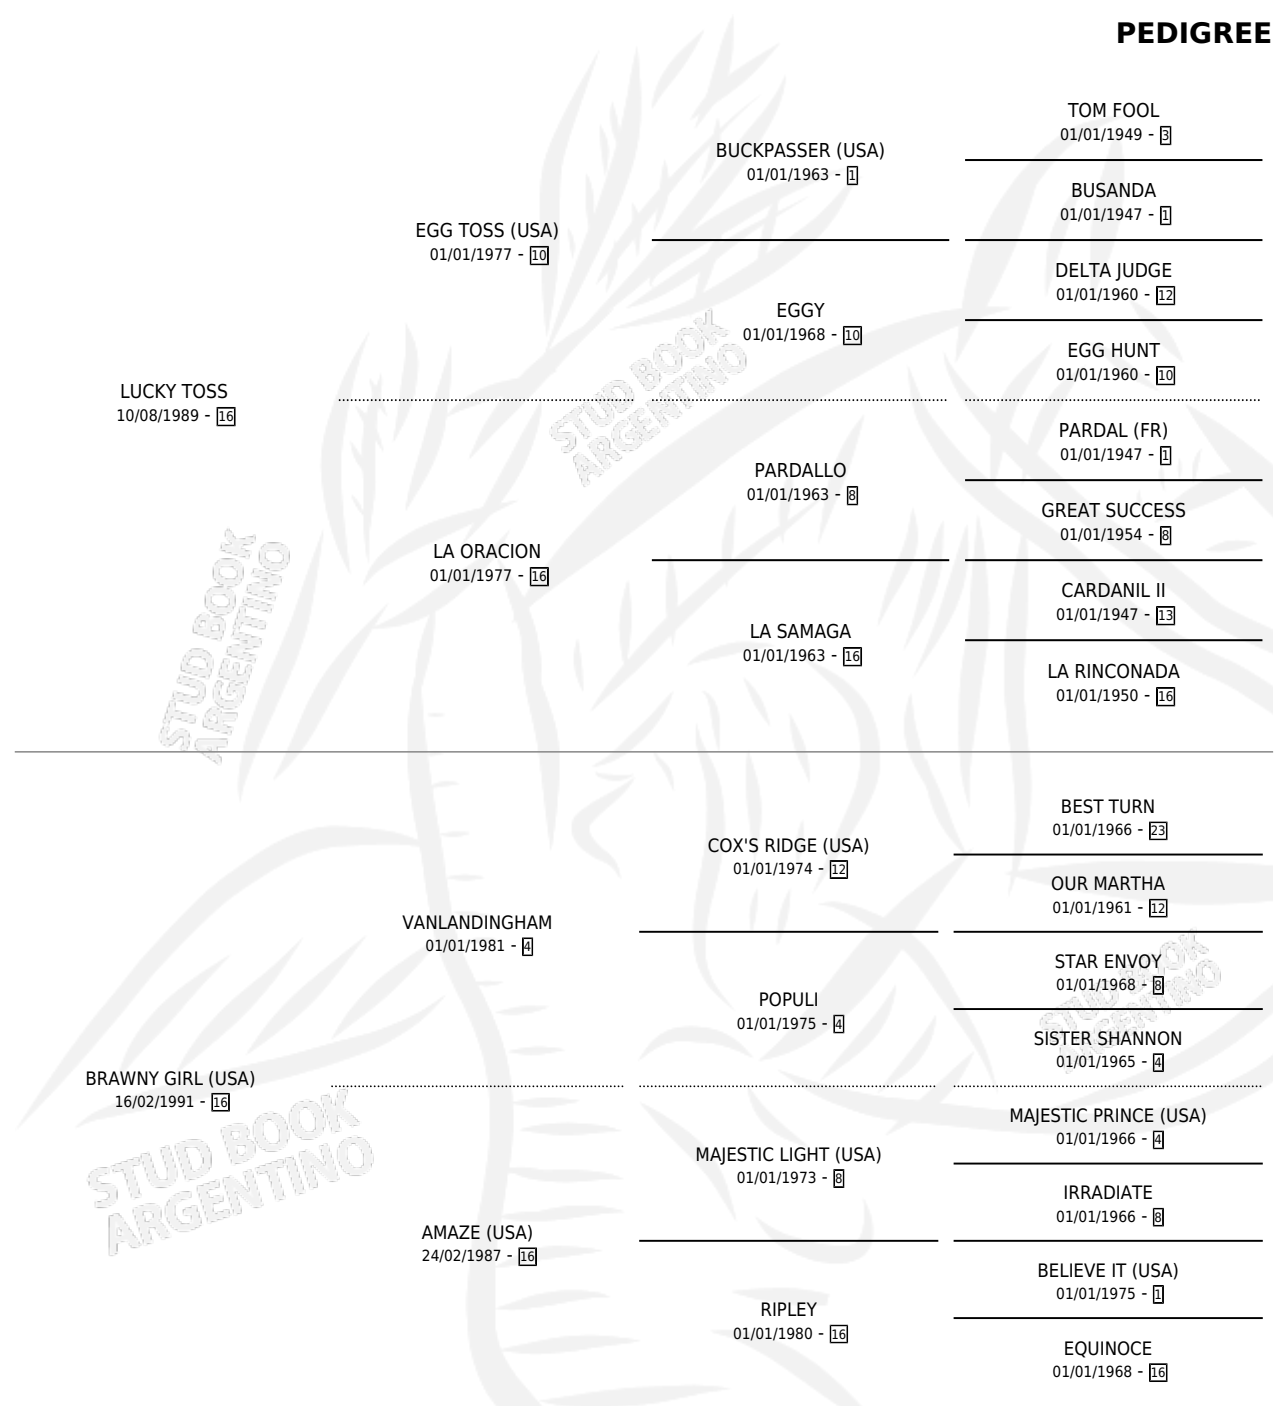 PEDIGREE
TOM FOOL
01/01/1949 - 3
BUCKPASSER (USA)
01/01/1963 - 1
BUSANDA
01/01/1947 - 1
EGG TOSS (USA)
01/01/1977 - 10
DELTA JUDGE
01/01/1960 - 12
EGGY
01/01/1968 - 10
EGG HUNT
01/01/1960 - 10
LUCKY TOSS
10/08/1989 - 16
PARDAL (FR)
01/01/1947 - 1
PARDALLO
01/01/1963 - 8
GREAT SUCCESS
01/01/1954 - 8
LA ORACION
01/01/1977 - 16
CARDANIL II
01/01/1947 - 13
LA SAMAGA
01/01/1963 - 16
LA RINCONADA
01/01/1950 - 16
BEST TURN
01/01/1966 - 23
COX'S RIDGE (USA)
01/01/1974 - 12
OUR MARTHA
01/01/1961 - 12
VANLANDINGHAM
01/01/1981 - 4
STAR ENVOY
01/01/1968 - 8
POPULI
01/01/1975 - 4
SISTER SHANNON
01/01/1965 - 4
BRAWNY GIRL (USA)
16/02/1991 - 16
MAJESTIC PRINCE (USA)
01/01/1966 - 4
MAJESTIC LIGHT (USA)
01/01/1973 - 8
IRRADIATE
01/01/1966 - 8
AMAZE (USA)
24/02/1987 - 16
BELIEVE IT (USA)
01/01/1975 - 1
RIPLEY
01/01/1980 - 16
EQUINOCE
01/01/1968 - 16
STUD BOOK
ARGENTINO
STUD BOOK
ARGENTINO
STUD BOOK
ARGENTINO
STUD BOOK
ARGENTINO